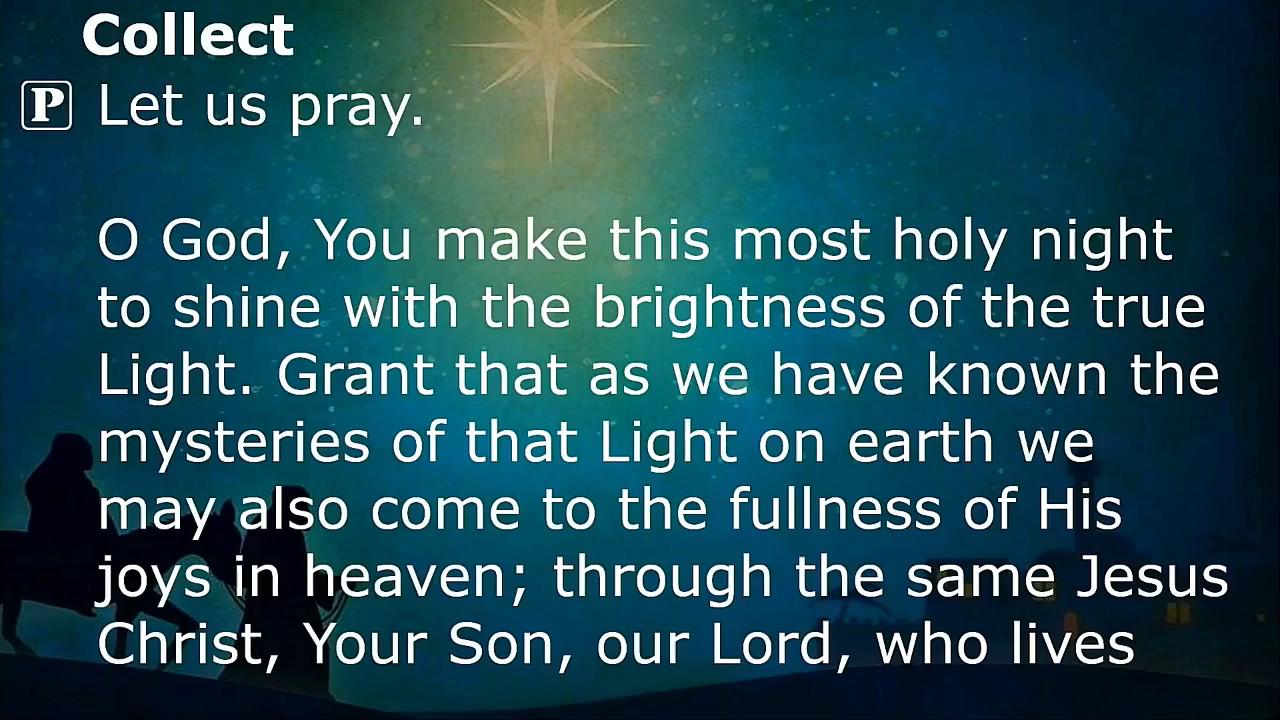 Collect
P Let us pray.
O God, You make this most holy night
to shine with the brightness of the true
Light. Grant that as we have known the
mysteries of that Light on earth we
may also come to the fullness of His
joys in heaven; through the same Jesus
Christ, Your Son, our Lord, who lives